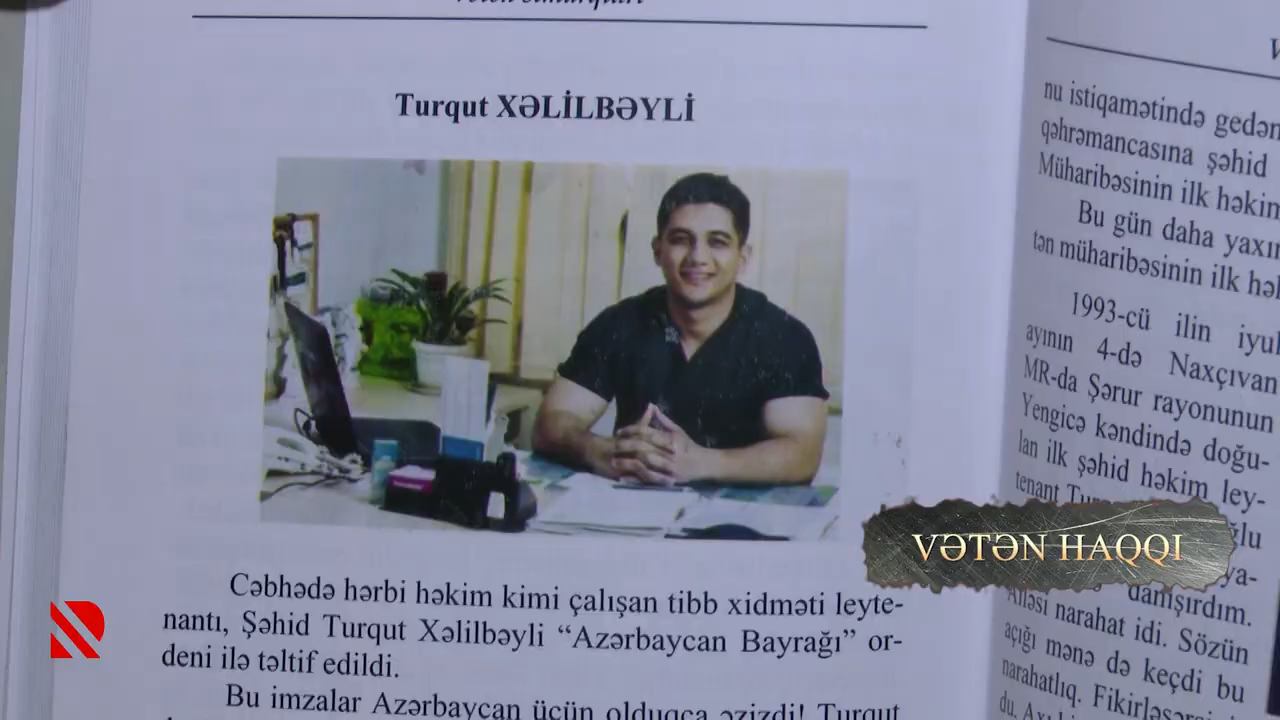 Turqut XƏLİLBƏYLİ
Cəbhədə hərbi həkim kimi çalışan tibb xidməti leyte-
nantı, Şəhid Turqut Xəlilbəyli “Azərbaycan Bayrağı” or-
deni ilə təltif edildi.
Bu imzalar Azərbaycan üçün olduqca əzizdi! Turqut
nu istiqamətində gedən
qəhrəmancasına şəhid
Müharibəsinin ilk həkim
Bu gün daha yaxın
tən müharibəsinin ilk
1993-cü ilin iyul
ayının 4-də Naxçıvan
MR-da Şərur rayonunun
Yengicə kəndində doğu-
lan ilk şəhid həkim ley-
tenant
danışırdım.
Ailəsi narahat idi. Sözün
açığı mənə də keçdi bu
narahatlıq.
VƏTƏN HAQQI